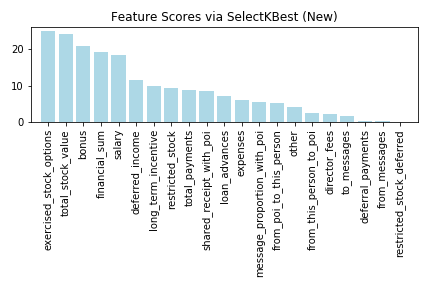 Feature Scores via SelectKBest (New)
20
10
0
exercised_stock_options
total_stock_value
bonus
financial_sum
salary
deferred_income
long_term_incentive
restricted_stock
total_payments
shared_receipt_with_poi
loan_advances
expenses
message_proportion_with_poi
from_poi_to_this_person
other
from_this_person_to_poi
director_fees
to_messages
deferral_payments
from_messages
restricted_stock_deferred